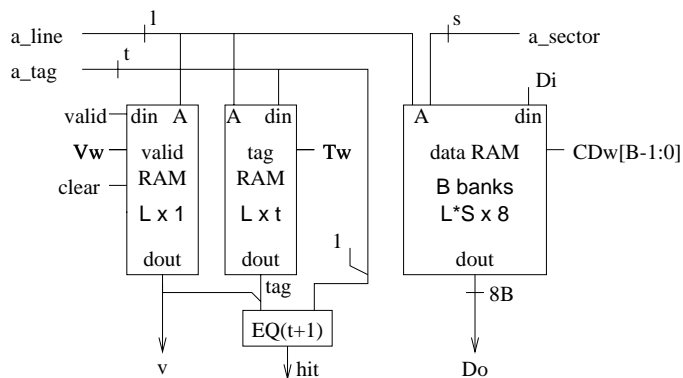 a_line
l
s
a_sector
a_tag
t
Di
valid
din
A
A
din
A
din
Vw
valid
RAM
tag
RAM
Tw
data RAM
CDw[B-1:0]
clear
L x 1
L x t
B banks
L*S x 8
dout
dout
1
dout
tag
8B
EQ(t+1)
v
hit
Do